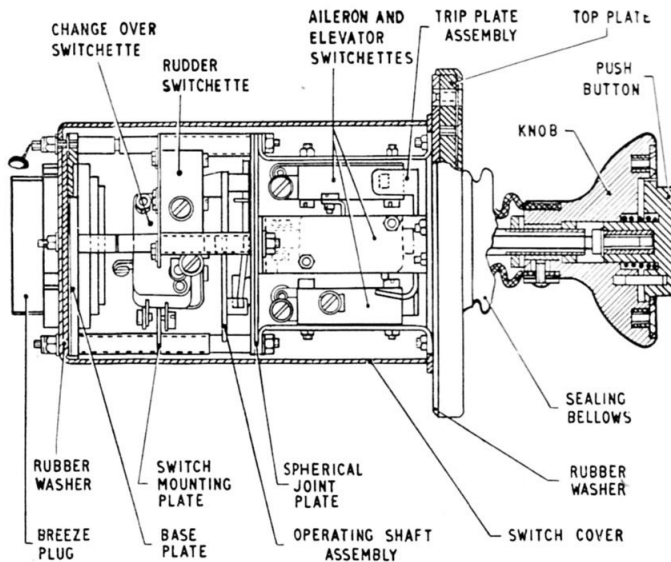 CHANGE OVER
SWITCHETTE
RUDDER
SWITCHETTE
AILERON AND
ELEVATOR
SWITCHETTES
TRIP PLATE
ASSEMBLY
TOP PLATE
PUSH
BUTTON
KNOB
SEALING
BELLOWS
RUBBER
WASHER
SWITCH
MOUNTING
PLATE
SPHERICAL
JOINT
PLATE
RUBBER
WASHER
BREEZE
PLUG
BASE
PLATE
OPERATING SHAFT
ASSEMBLY
SWITCH COVER